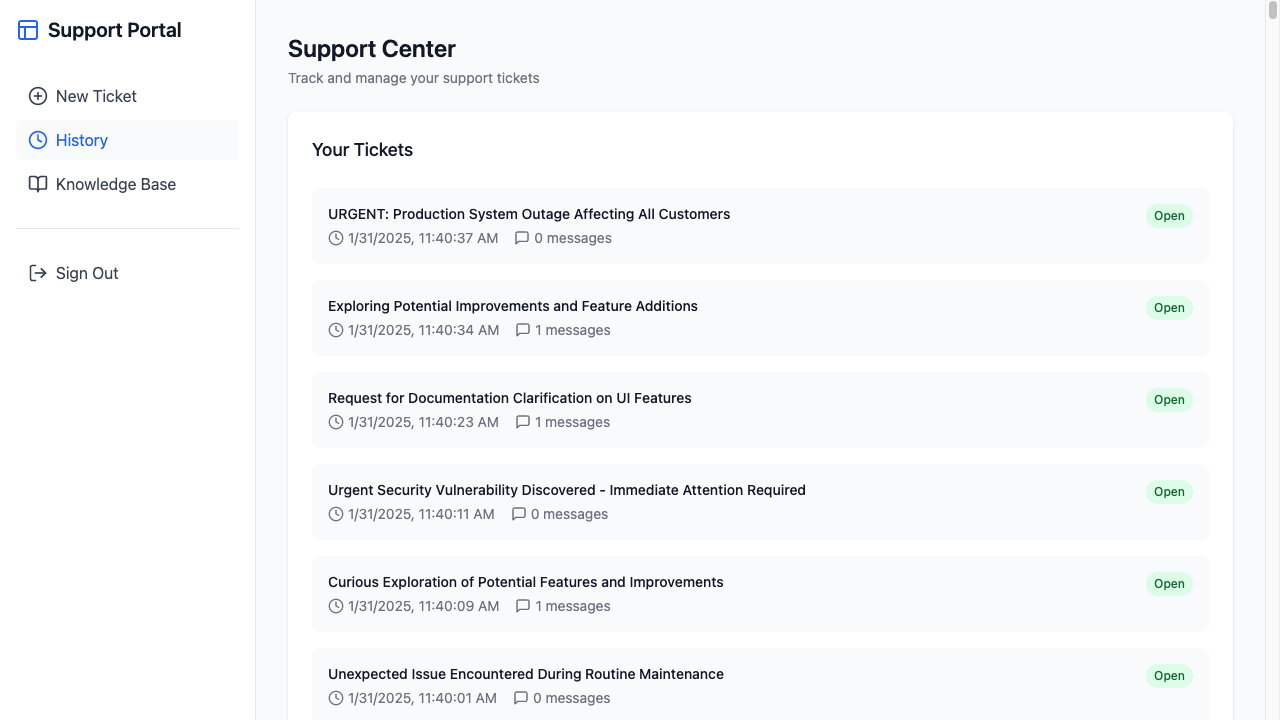 Support Portal
New Ticket
History
Knowledge Base
Sign Out
Support Center
Track and manage your support tickets
Your Tickets
URGENT: Production System Outage Affecting All Customers
Open
1/31/2025, 11:40:37 AM 0 messages
Exploring Potential Improvements and Feature Additions
Open
1/31/2025, 11:40:34 AM 1 messages
Request for Documentation Clarification on UI Features
Open
1/31/2025, 11:40:23 AM 1 messages
Urgent Security Vulnerability Discovered - Immediate Attention Required
Open
1/31/2025, 11:40:11 AM 0 messages
Curious Exploration of Potential Features and Improvements
Open
1/31/2025, 11:40:09 AM 1 messages
Unexpected Issue Encountered During Routine Maintenance
Open
1/31/2025, 11:40:01 AM 0 messages